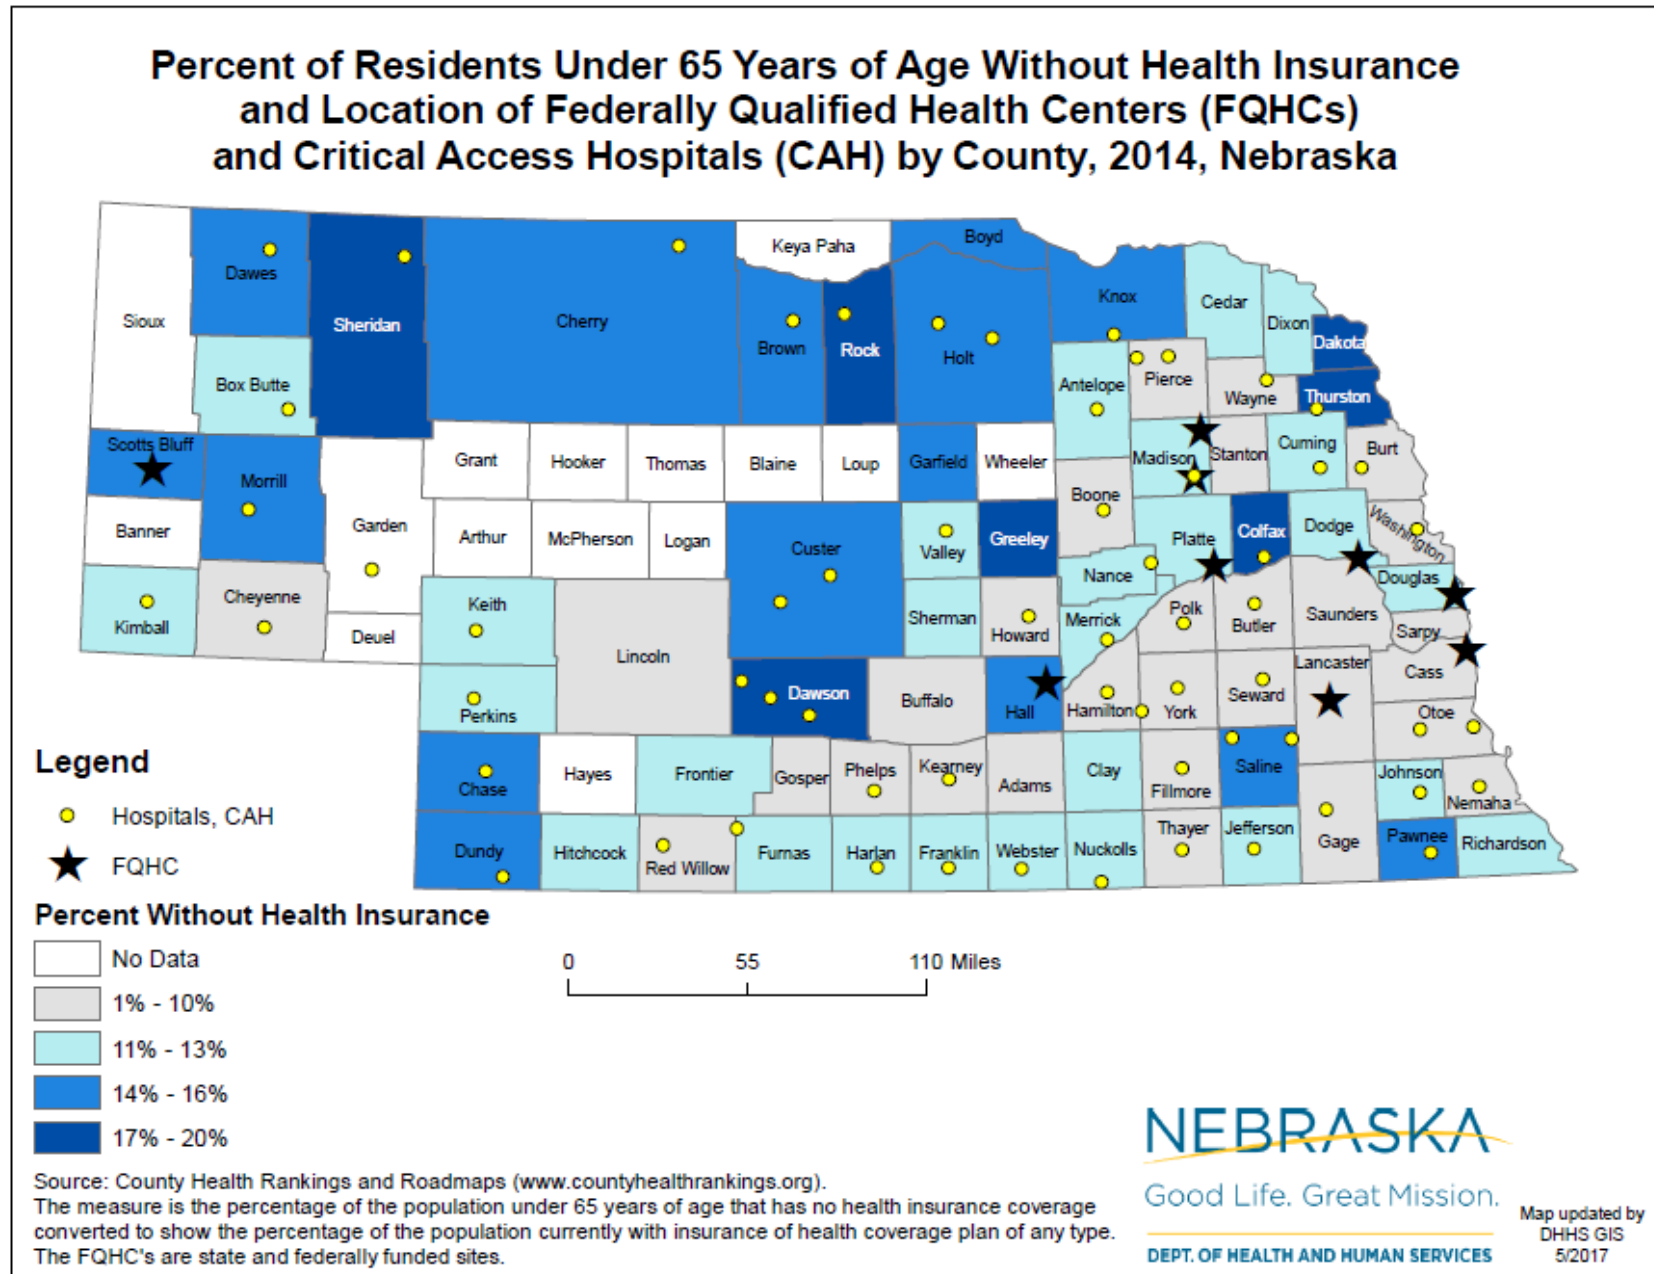 Percent of Residents Under 65 Years of Age Without Health Insurance
and Location of Federally Qualified Health Centers (FQHCs)
and Critical Access Hospitals (CAH) by County, 2014, Nebraska
Sioux
Dawes
Sheridan
Cherry
Keya Paha
Boyd
Brown
Rock
Holt
Knox
Cedar
Dixon
Dakota
Box Butte
Antelope
Pierce
Wayne
Thurston
Scotts Bluff
Morrill
Grant
Hooker
Thomas
Blaine
Loup
Garfield
Wheeler
Boone
Madison
Stanton
Cuming
Burt
Banner
Garden
Arthur
McPherson
Logan
Custer
Valley
Greeley
Nance
Platte
Colfax
Dodge
Washington
Kimball
Cheyenne
Deuel
Keith
Lincoln
Sherman
Howard
Merrick
Polk
Butler
Saunders
Douglas
Sarpy
Perkins
Dawson
Buffalo
Hall
Hamilton
York
Seward
Lancaster
Cass
Otoe
Chase
Hayes
Frontier
Gosper
Phelps
Kearney
Adams
Clay
Fillmore
Saline
Johnson
Nemaha
Dundy
Hitchcock
Red Willow
Furnas
Harlan
Franklin
Webster
Nuckolls
Thayer
Jefferson
Gage
Pawnee
Richardson
Legend
Hospitals, CAH
FQHC
Percent Without Health Insurance
No Data
1% - 10%
11% - 13%
14% - 16%
17% - 20%
0 55 110 Miles
Source: County Health Rankings and Roadmaps (www.countyhealthrankings.org).
The measure is the percentage of the population under 65 years of age that has no health insurance coverage
converted to show the percentage of the population currently with insurance of health coverage plan of any type.
The FQHC's are state and federally funded sites.
NEBRASKA
Good Life. Great Mission.
DEPT. OF HEALTH AND HUMAN SERVICES
Map updated by
DHHS GIS
5/2017